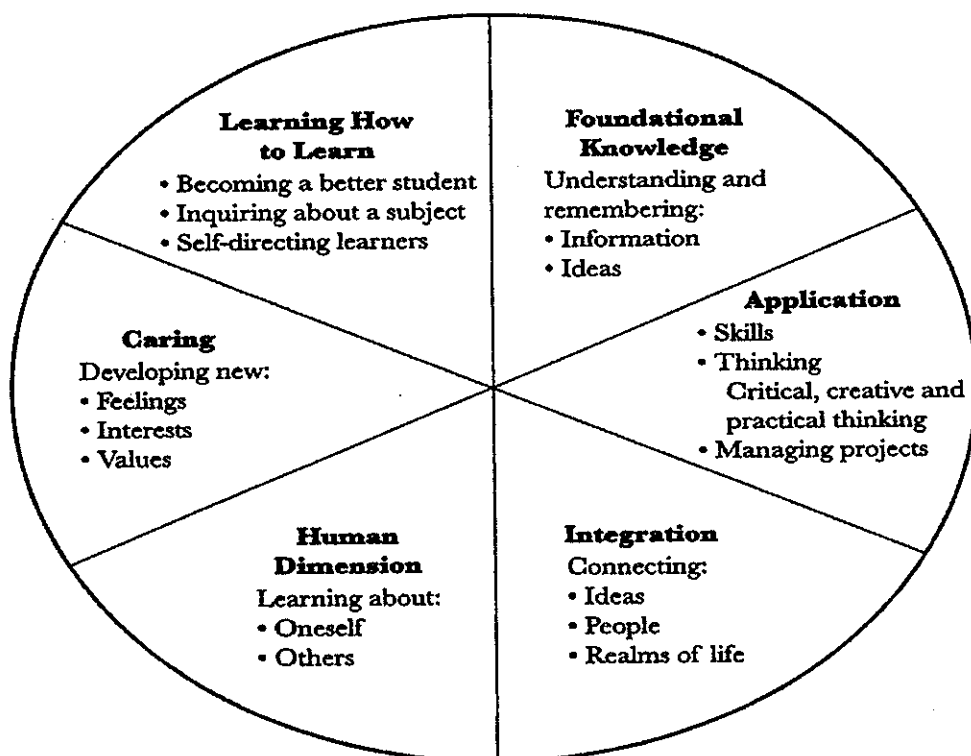 Learning How
to Learn
• Becoming a better student
• Inquiring about a subject
• Self-directing learners
Foundational
Knowledge
Understanding and
remembering:
• Information
• Ideas
Application
• Skills
• Thinking
Critical, creative and
practical thinking
• Managing projects
Integration
Connecting:
• Ideas
• People
• Realms of life
Human
Dimension
Learning about:
• Oneself
• Others
Caring
Developing new:
• Feelings
• Interests
• Values